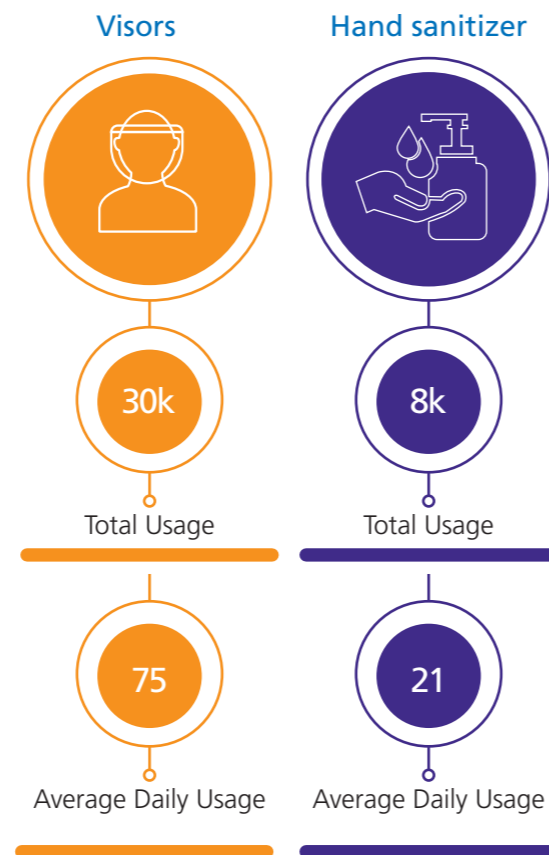 Visors
Hand sanitizer
30k
8k
Total Usage
Total Usage
75
21
Average Daily Usage
Average Daily Usage